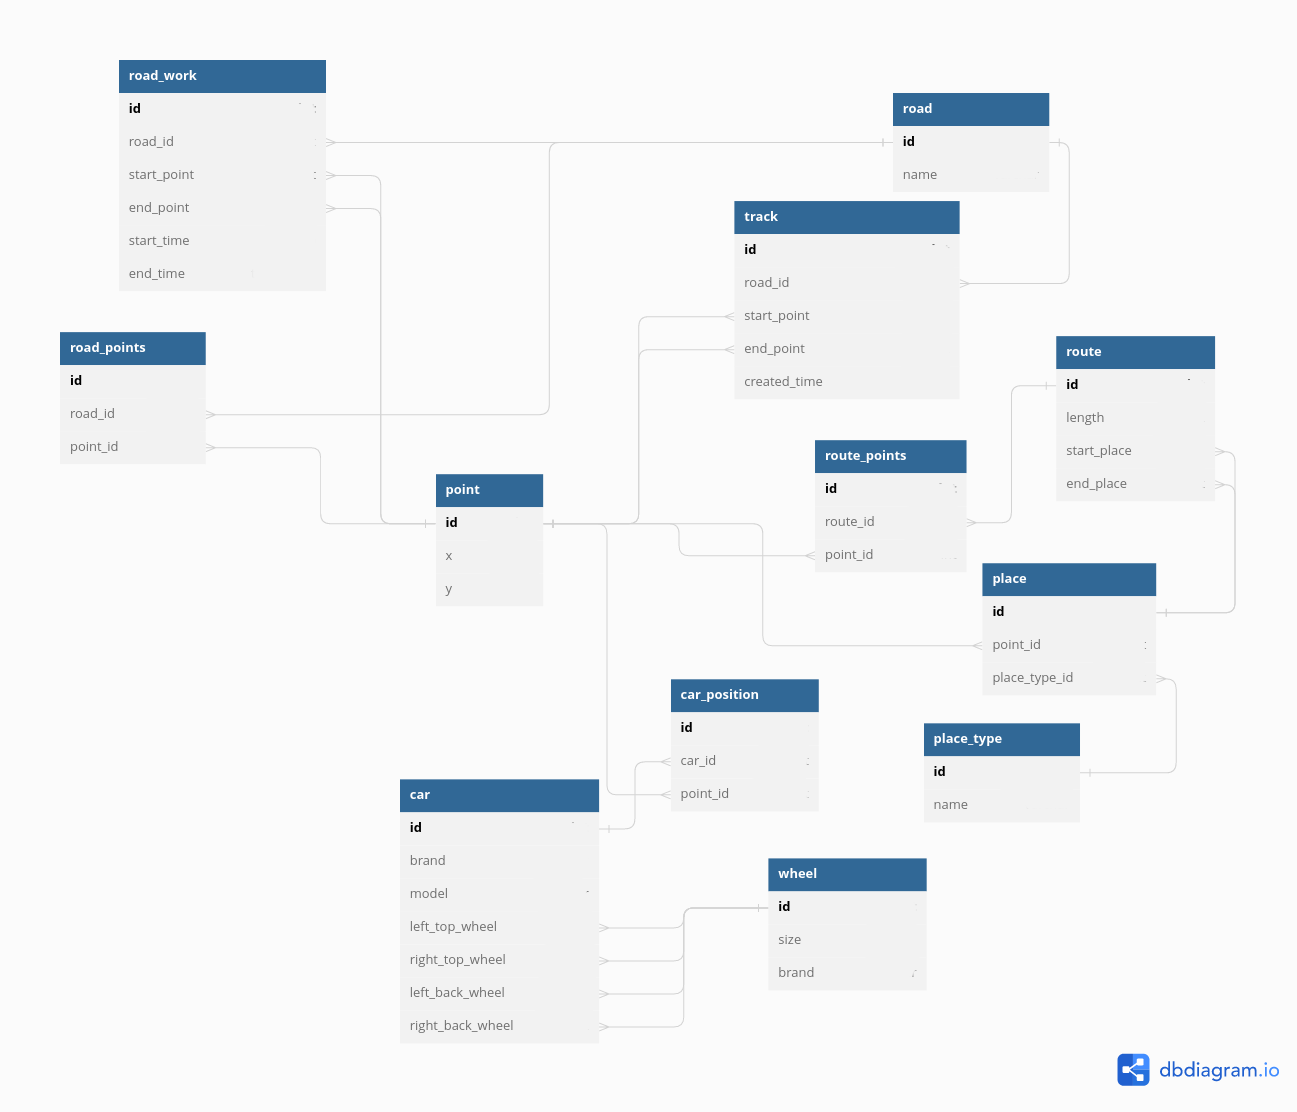 road_work
id
road_id
start_point
end_point
start_time
end_time
road
id
name
track
id
road_id
start_point
end_point
created_time
road_points
id
road_id
point_id
route
id
length
start_place
end_place
route_points
id
route_id
point_id
point
id
x
y
place
id
point_id
place_type_id
car_position
id
car_id
point_id
place_type
id
name
car
id
brand
model
left_top_wheel
right_top_wheel
left_back_wheel
right_back_wheel
wheel
id
size
brand
dbdiagram.io